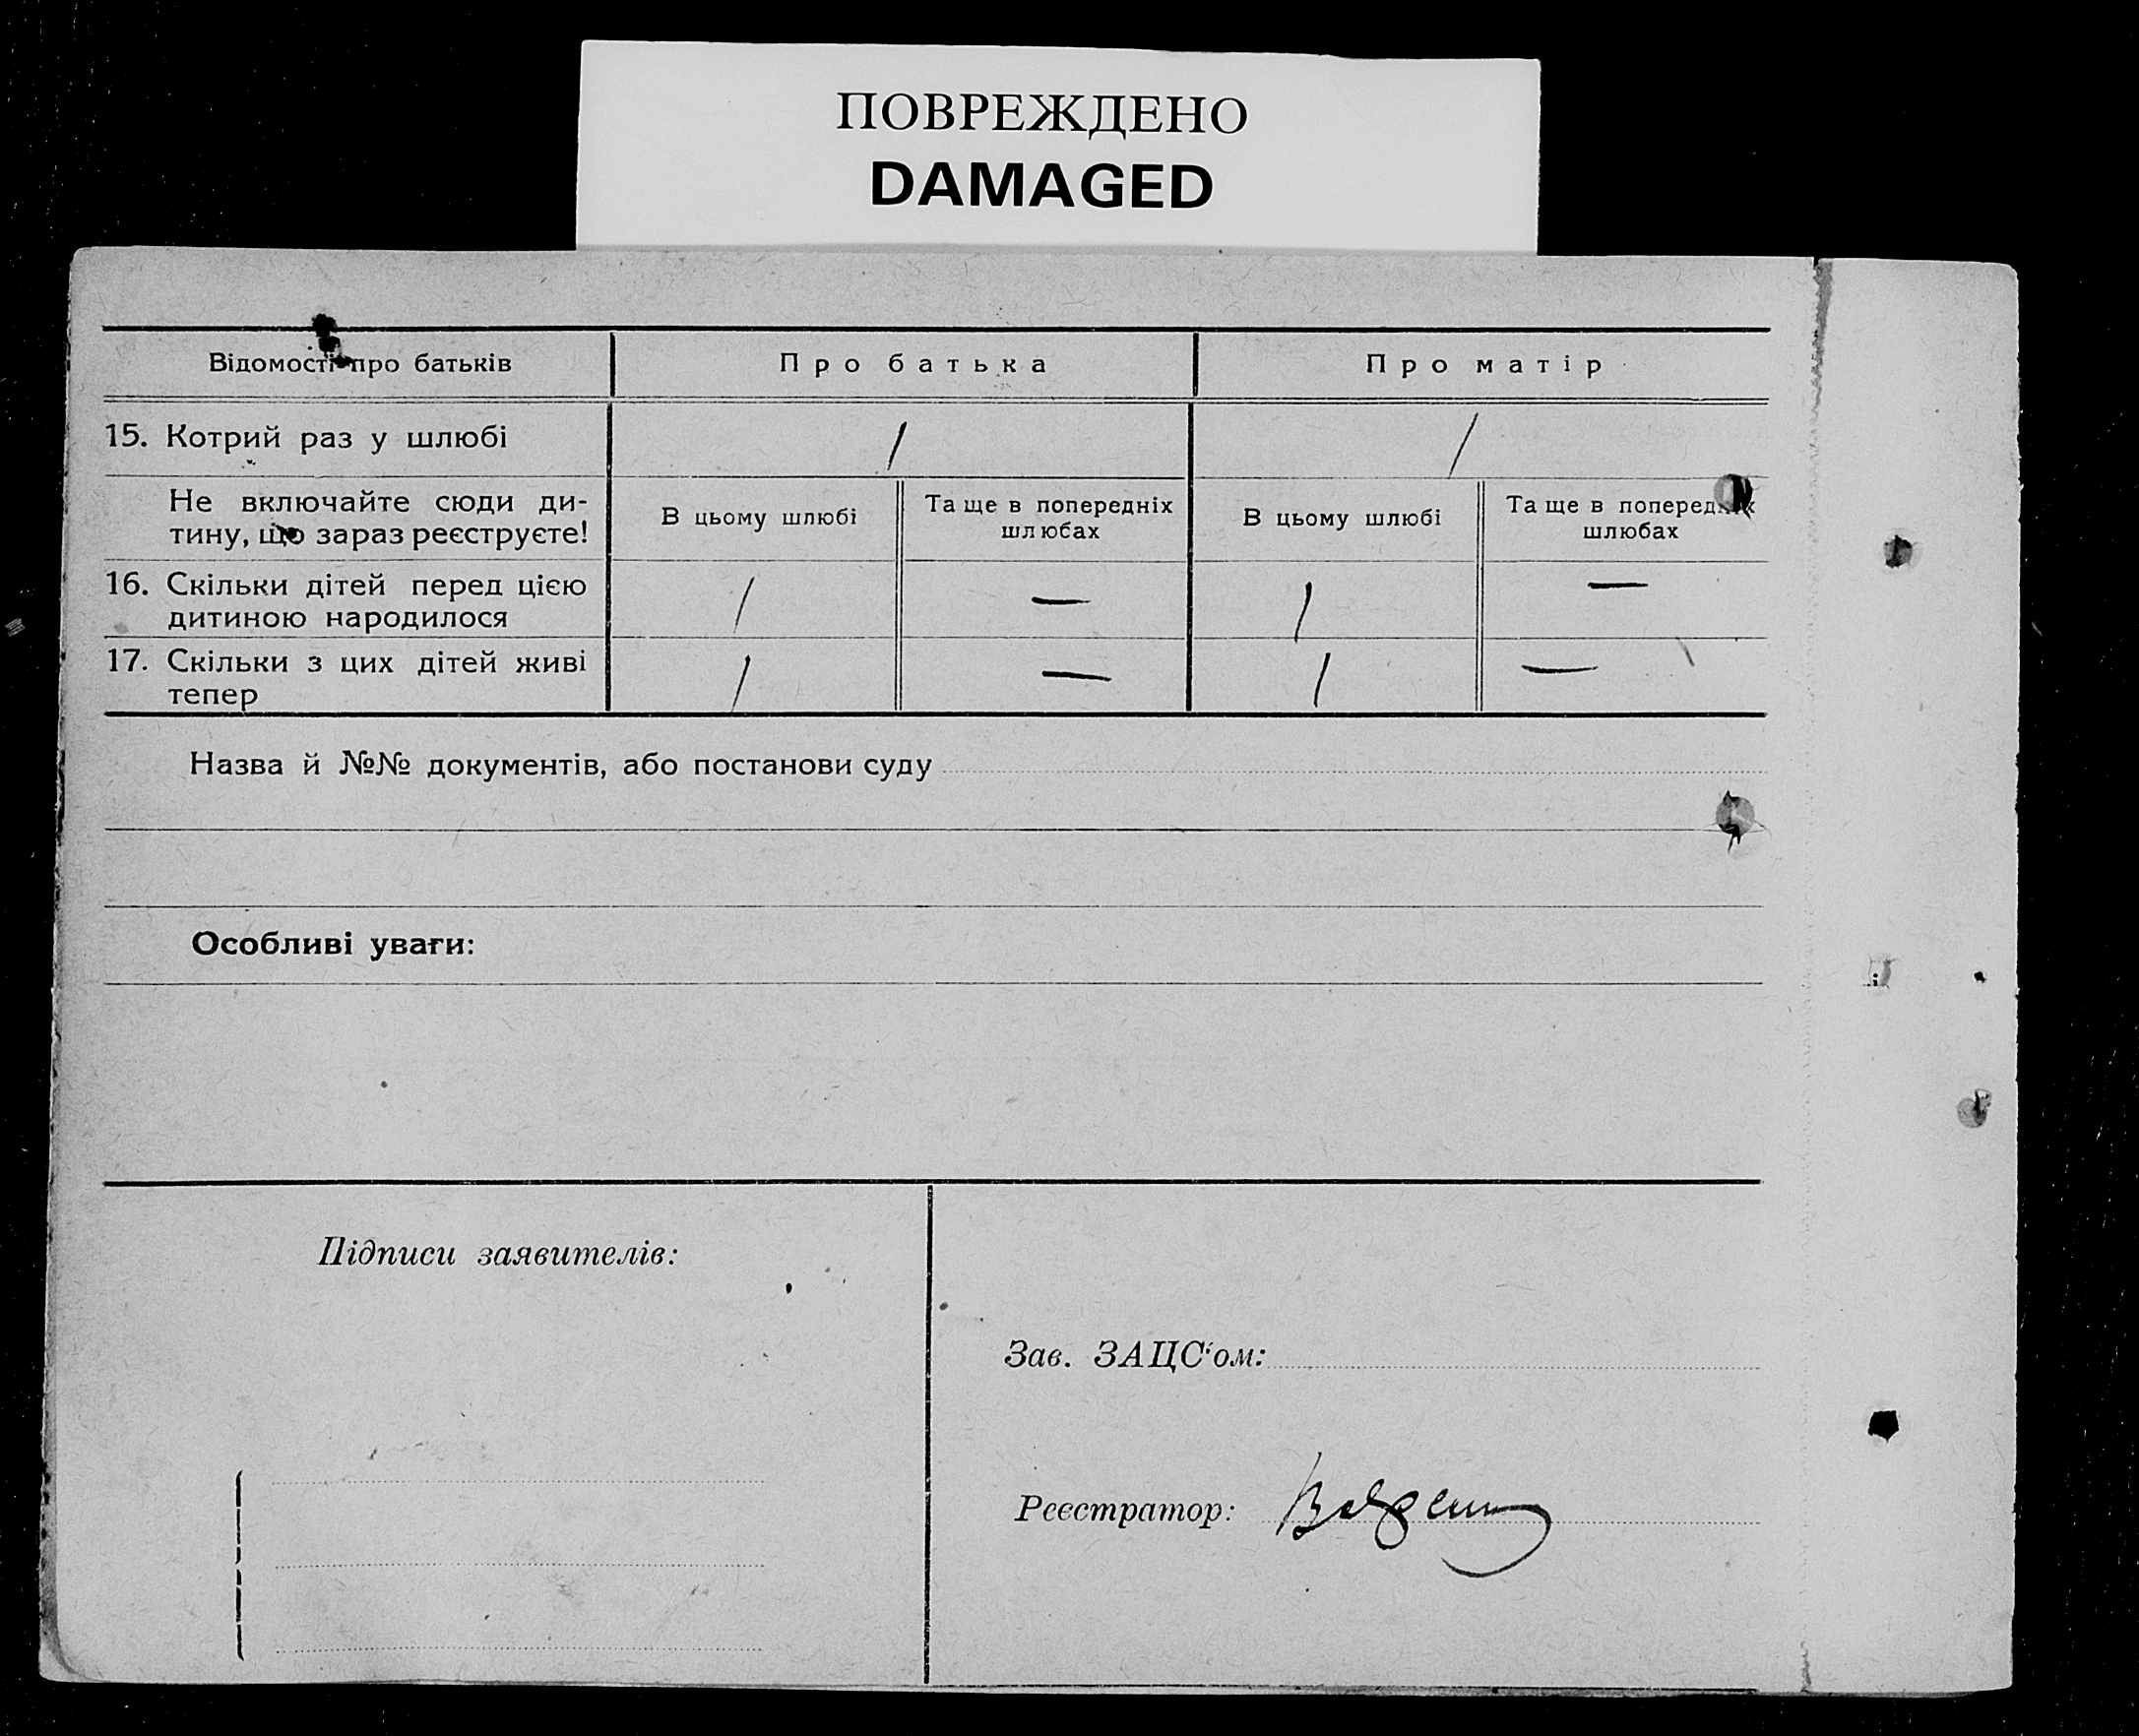 ПОВРЕЖДЕНО
DAMAGED
Відомості про батьків
Про батька
Про матір
15. Котрий раз у шлюбі
1
1
Не включайте сюди ди-
тину, що зараз реєструєте!
В цьому шлюбі
Та ще в попередніх
шлюбах
В цьому шлюбі
Та ще в попередніх
шлюбах
16. Скільки дітей перед цією
дитиною народилося
1
—
1
—
17. Скільки з цих дітей живі
тепер
1
—
1
—
Назва й №№ документів, або постанови суду
Особливі уваги:
Підписи заявителів:
Зав. ЗАЦС‘ом:
Реєстратор: